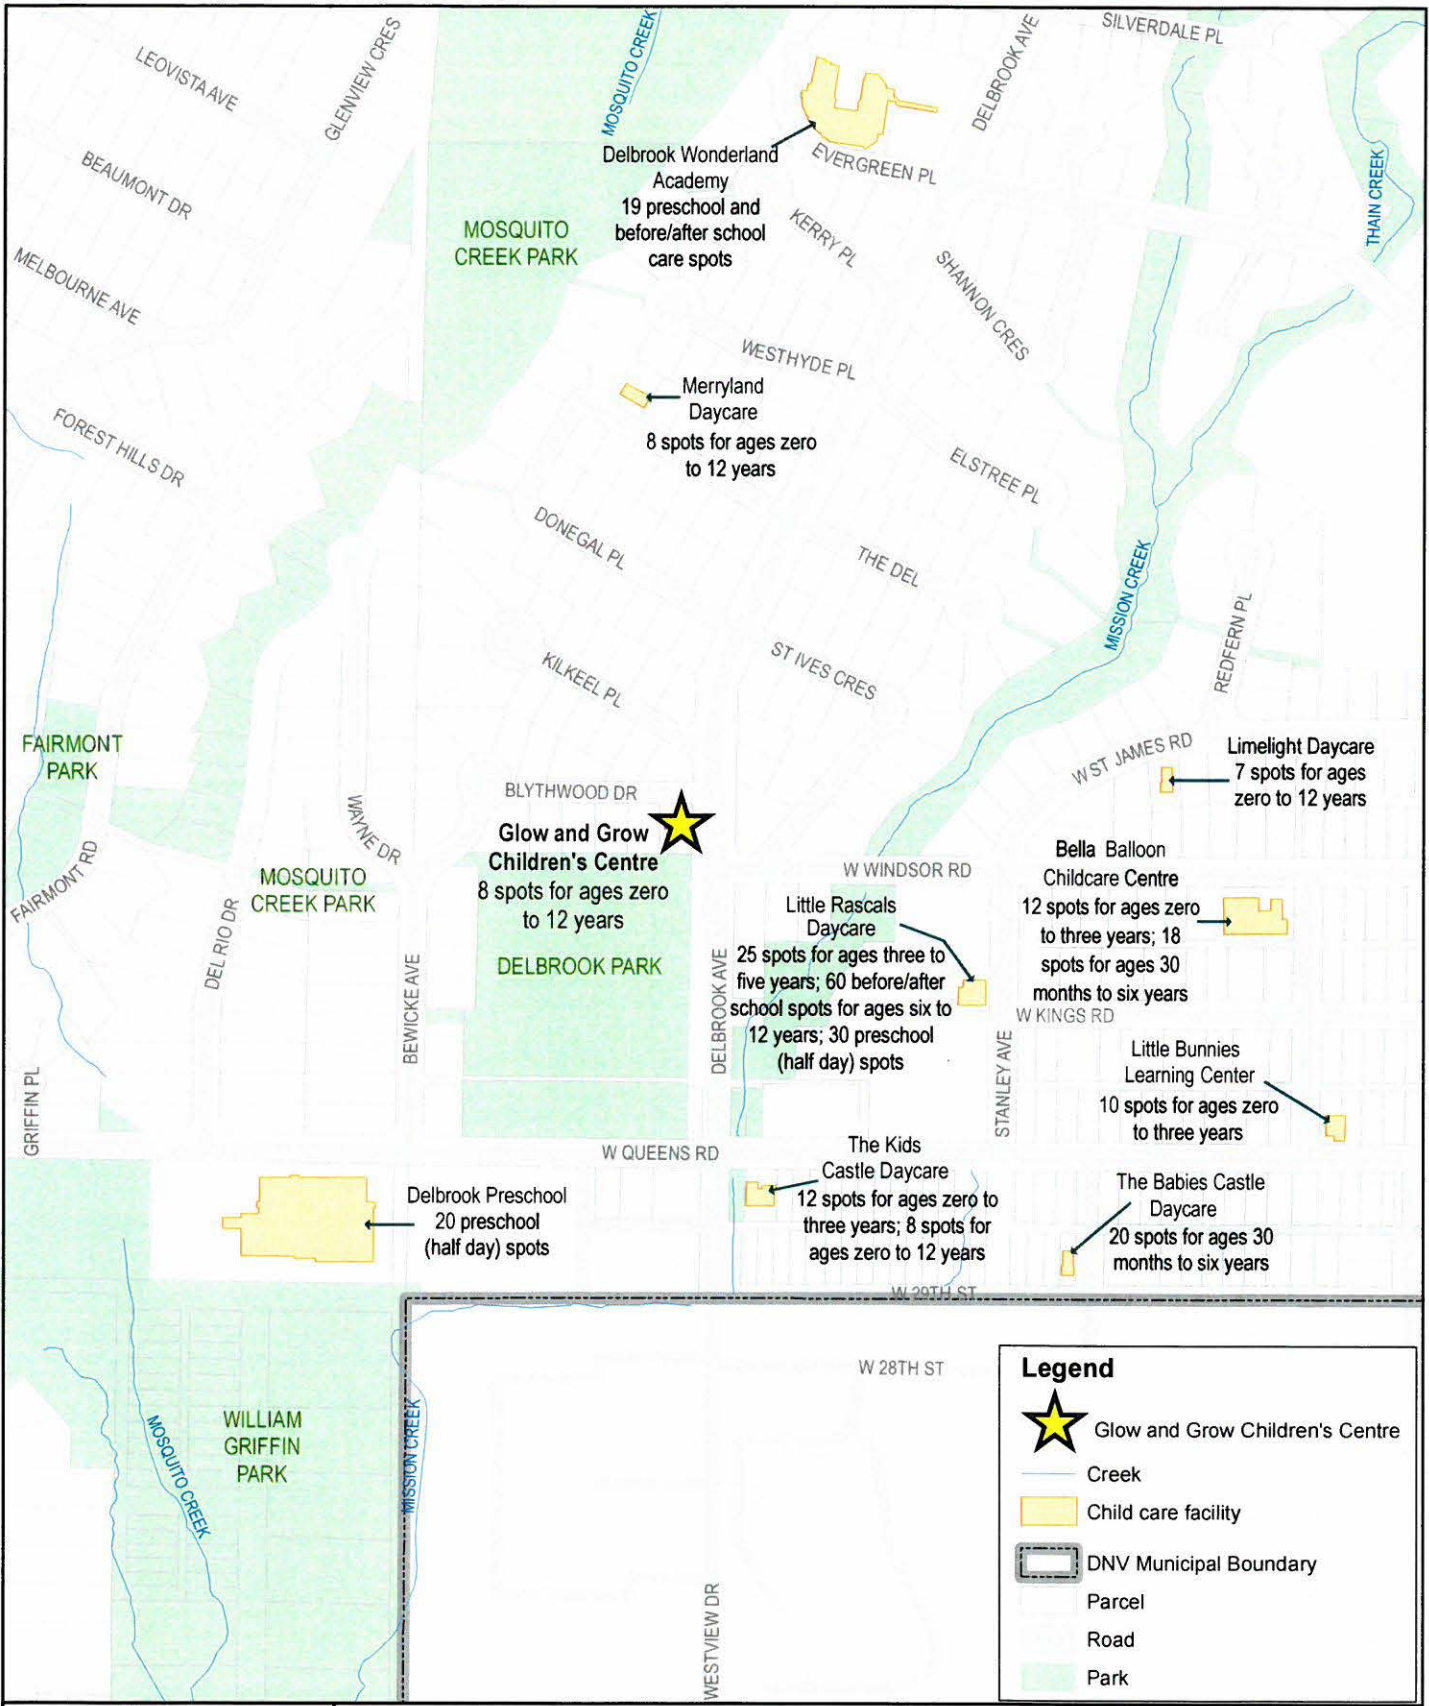 SILVERDALE PL
LEOVISTA AVE
GLENVIEW CRES
MOSQUITO CREEK
DELBROOK AVE
Delbrook Wonderland
Academy
19 preschool and
before/after school
care spots
EVERGREEN PL
THAIN CREEK
BEAUMONT DR
MOSQUITO
CREEK PARK
KERRY PL
SHANNON CRES
MELBOURNE AVE
WESTHYDE PL
Merryland
Daycare
8 spots for ages zero
to 12 years
FOREST HILLS DR
ELSTREE PL
DONEGAL PL
THE DEL
MISSION CREEK
REDFERN PL
KILKEEL PL
ST IVES CRES
FAIRMONT
PARK
W ST JAMES RD
Limelight Daycare
7 spots for ages
zero to 12 years
BLYTHWOOD DR
WAYNE DR
Glow and Grow
Children's Centre
8 spots for ages zero
to 12 years
W WINDSOR RD
Bella Balloon
Childcare Centre
12 spots for ages zero
to three years; 18
spots for ages 30
months to six years
FAIRMONT RD
MOSQUITO
CREEK PARK
DEL RIO DR
Little Rascals
Daycare
25 spots for ages three to
five years; 60 before/after
school spots for ages six to
12 years; 30 preschool
(half day) spots
DELBROOK PARK
BEWICKE AVE
DELBROOK AVE
W KINGS RD
STANLEY AVE
Little Bunnies
Learning Center
10 spots for ages zero
to three years
GRIFFIN PL
W QUEENS RD
The Kids
Castle Daycare
12 spots for ages zero to
three years; 8 spots for
ages zero to 12 years
The Babies Castle
Daycare
20 spots for ages 30
months to six years
Delbrook Preschool
20 preschool
(half day) spots
W 29TH ST
W 28TH ST
WILLIAM
GRIFFIN
PARK
MOSQUITO CREEK
MISSION CREEK
WESTVIEW DR
Legend
Glow and Grow Children's Centre
Creek
Child care facility
DNV Municipal Boundary
Parcel
Road
Park